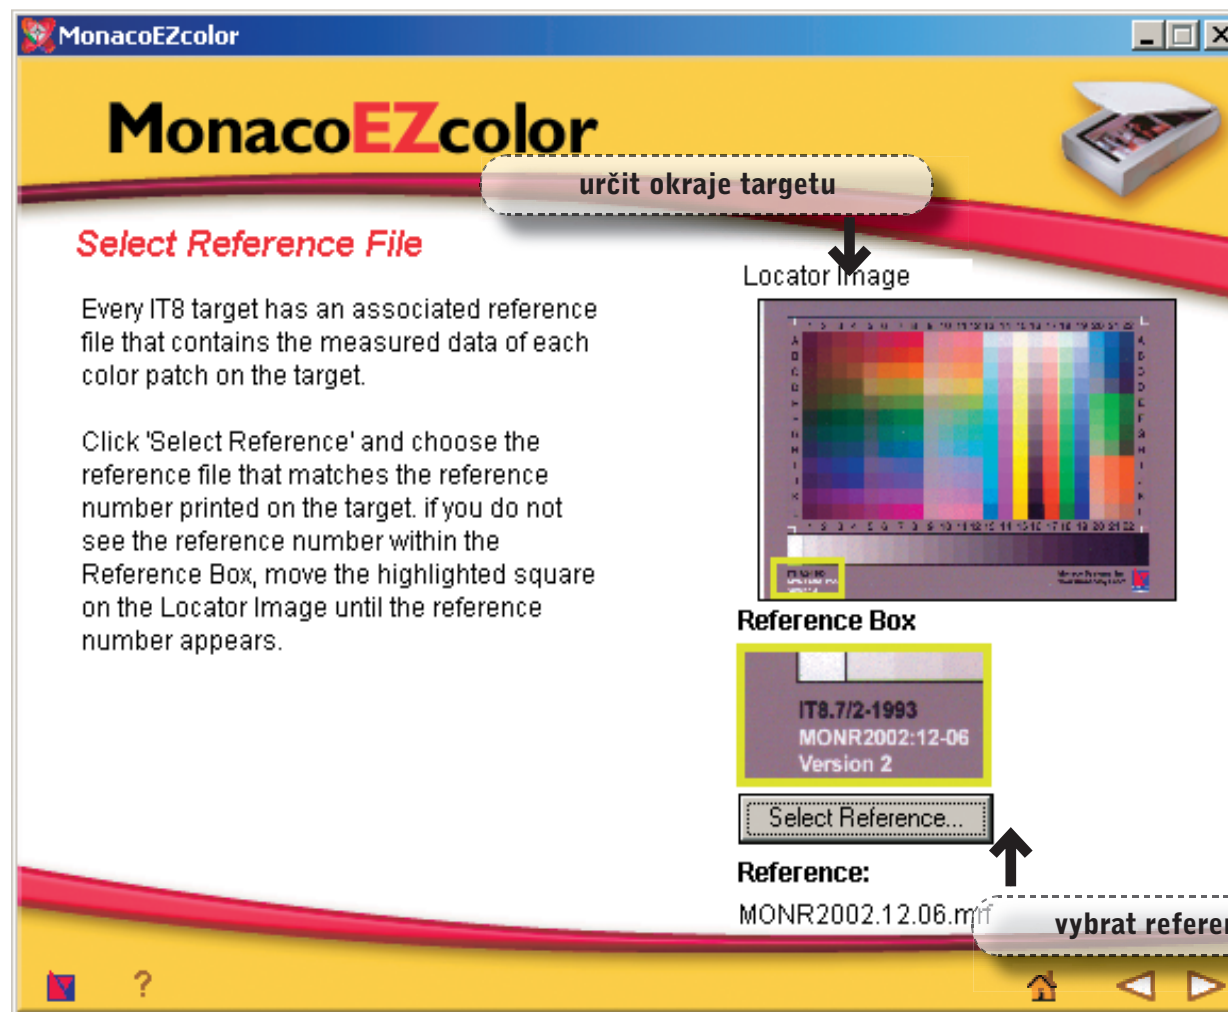 MonacoEZcolor
MonacoEZcolor
určit okraje targetu
Select Reference File
Locator Image
Every IT8 target has an associated reference
file that contains the measured data of each
color patch on the target.
Click 'Select Reference' and choose the
reference file that matches the reference
number printed on the target. if you do not
see the reference number within the
Reference Box, move the highlighted square
on the Locator Image until the reference
number appears.
Reference Box
IT8.7/2-1993
MONR2002:12-06
Version 2
Select Reference...
Reference:
MONR2002.12.06.mrf
vybrat
?